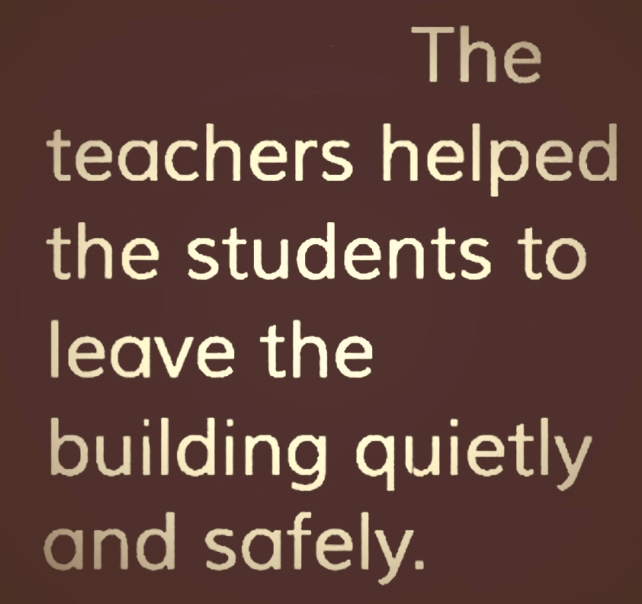 The
teachers helped
the students to
leave the
building quietly
and safely.